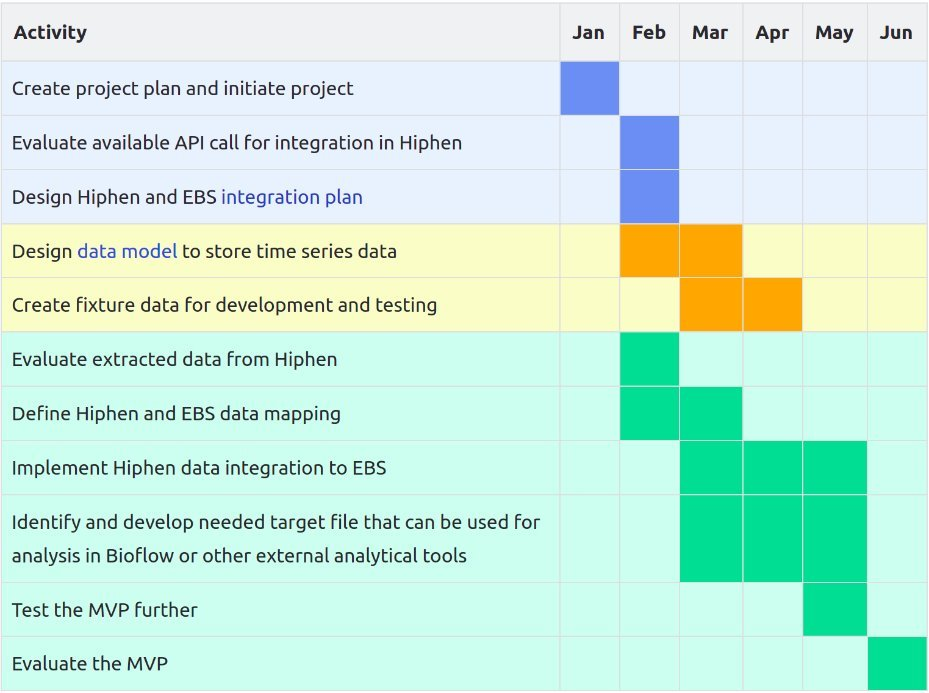 Activity Jan Feb Mar Apr May Jun
Create project plan and initiate project
Evaluate available API call for integration in Hiphen
Design Hiphen and EBS integration plan
Design data model to store time series data
Create fixture data for development and testing
Evaluate extracted data from Hiphen
Define Hiphen and EBS data mapping
Implement Hiphen data integration to EBS
Identify and develop needed target file that can be used for
analysis in Bioflow or other external analytical tools
Test the MVP further
Evaluate the MVP